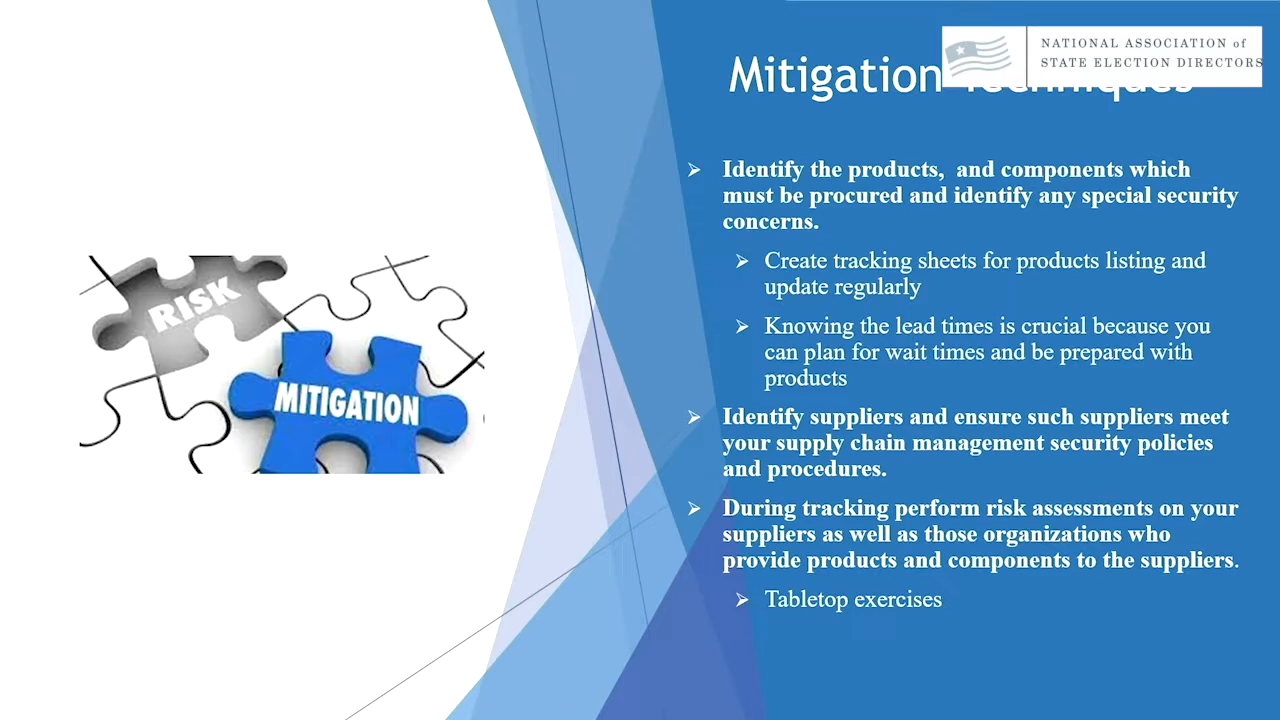 NATIONAL ASSOCIATION of
STATE ELECTION DIRECTORS
Mitigation Techniques
Identify the products, and components which
must be procured and identify any special security
concerns.
Create tracking sheets for products listing and
update regularly
Knowing the lead times is crucial because you
can plan for wait times and be prepared with
products
Identify suppliers and ensure such suppliers meet
your supply chain management security policies
and procedures.
During tracking perform risk assessments on your
suppliers as well as those organizations who
provide products and components to the suppliers.
Tabletop exercises
RISK
MITIGATION